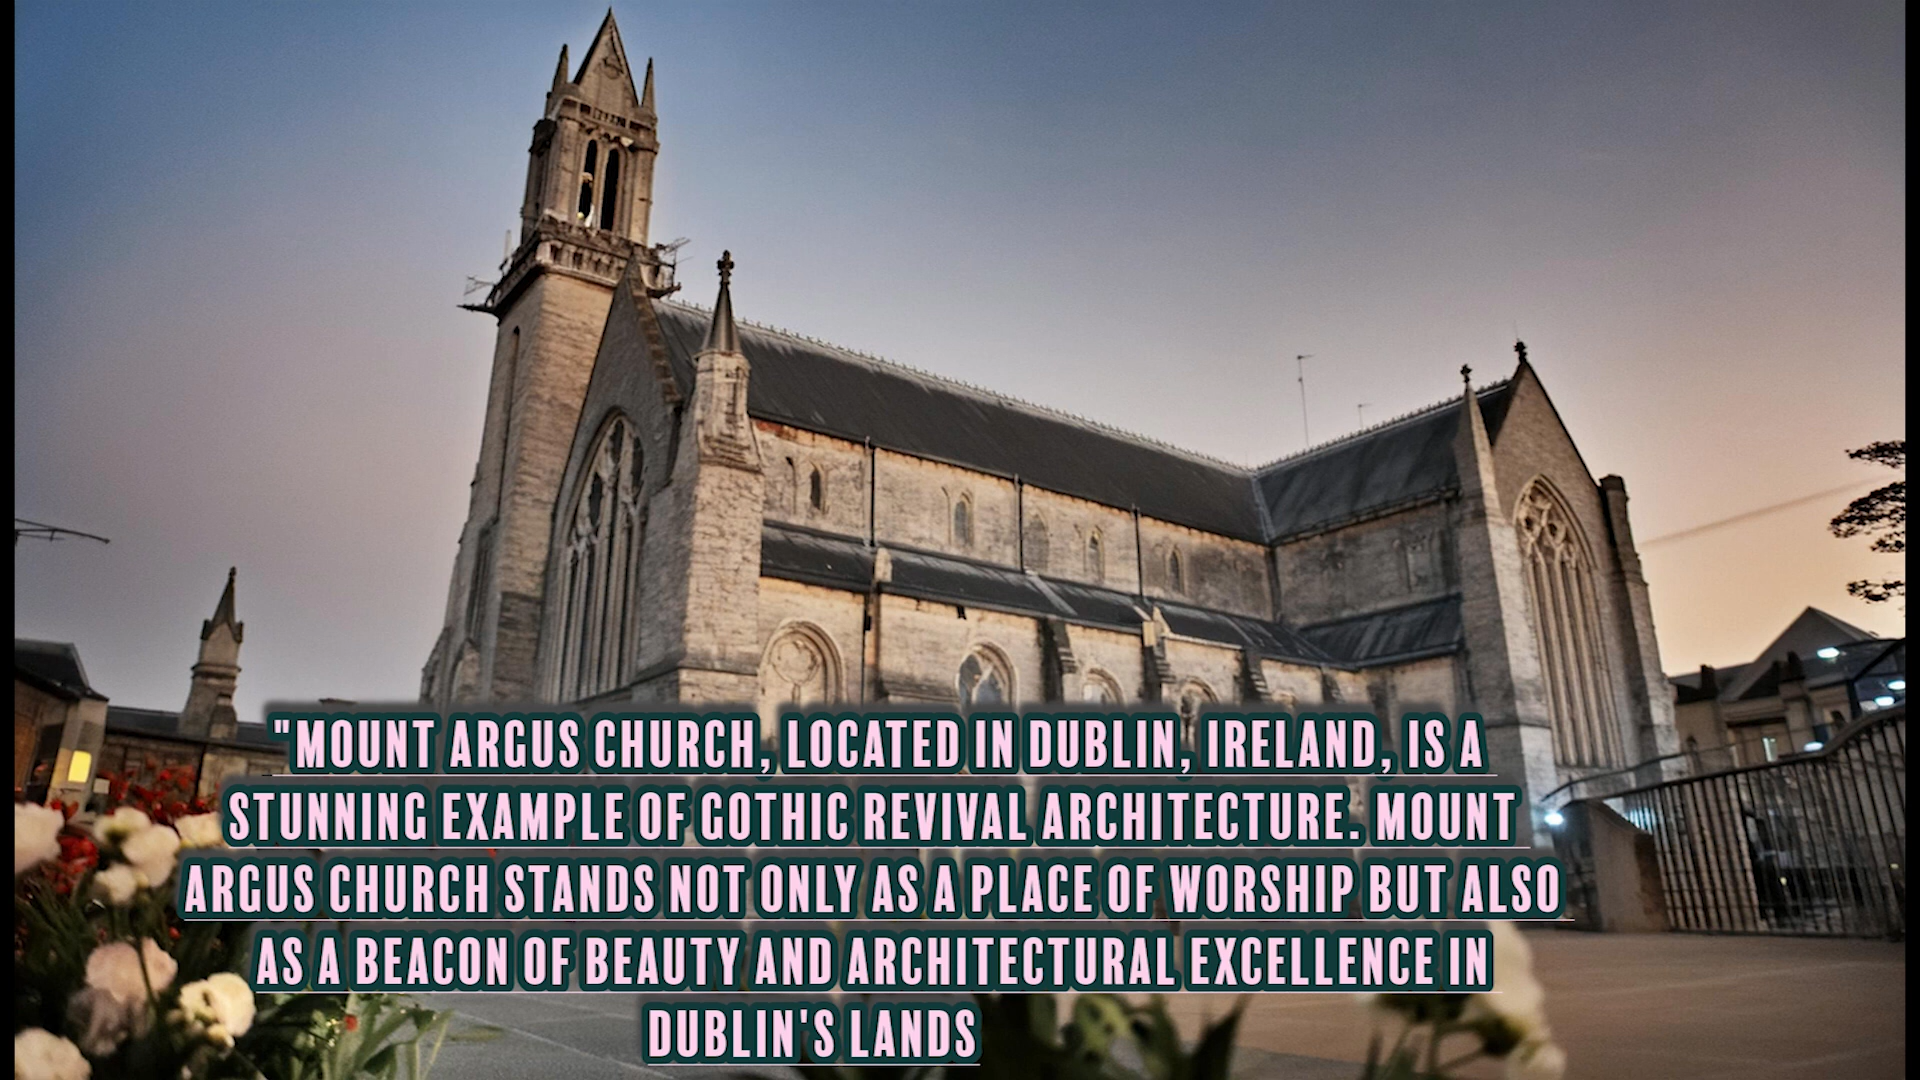 "MOUNT ARGUS CHURCH, LOCATED IN DUBLIN, IRELAND, IS A
STUNNING EXAMPLE OF GOTHIC REVIVAL ARCHITECTURE. MOUNT
ARGUS CHURCH STANDS NOT ONLY AS A PLACE OF WORSHIP BUT ALSO
AS A BEACON OF BEAUTY AND ARCHITECTURAL EXCELLENCE IN
DUBLIN'S LANDS